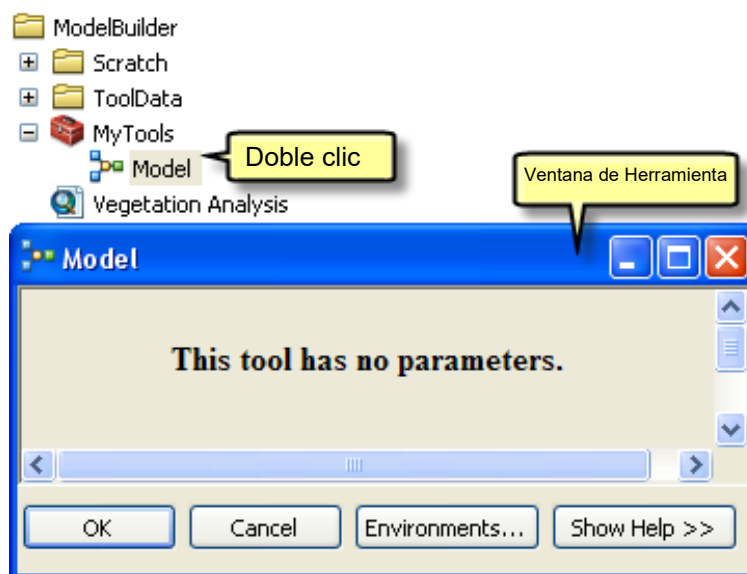 ModelBuilder
Scratch
ToolData
MyTools
Model
Doble clic
Ventana de Herramienta
Vegetation Analysis
Model
This tool has no parameters.
OK
Cancel
Environments...
Show Help >>